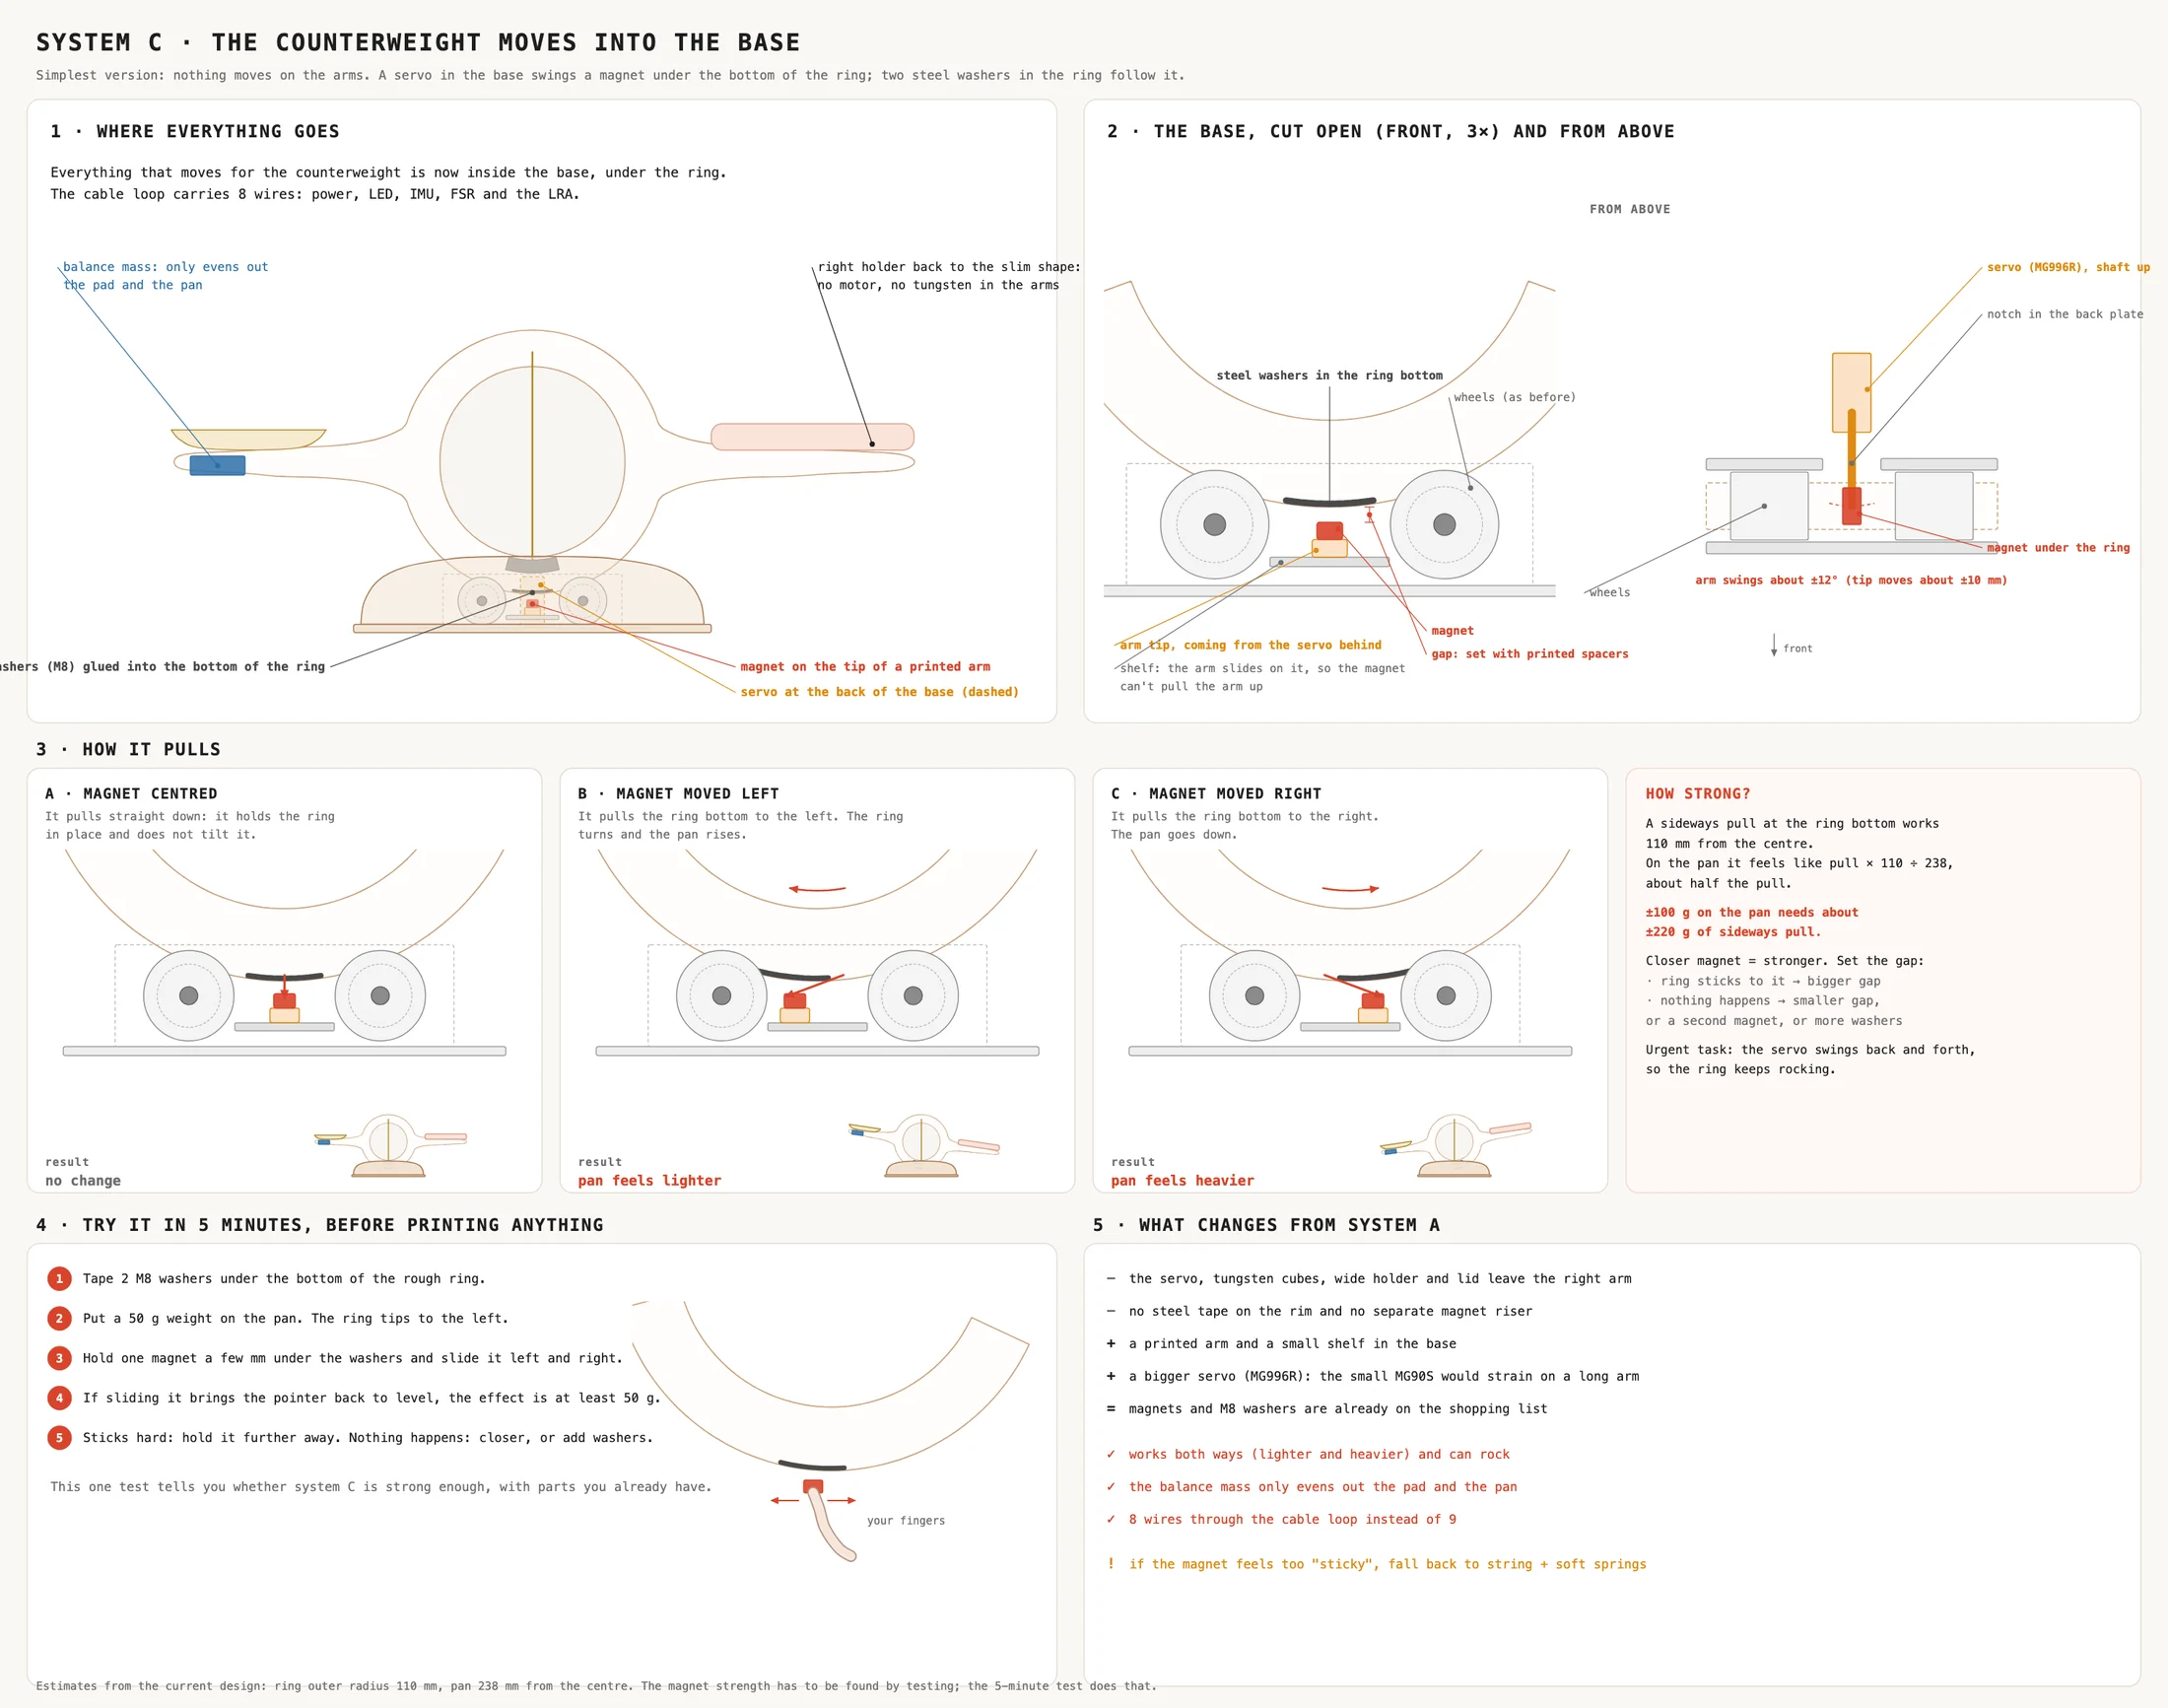 SYSTEM C · THE COUNTERWEIGHT MOVES INTO THE BASE
Simplest version: nothing moves on the arms. A servo in the base swings a magnet under the bottom of the ring; two steel washers in the ring follow it.
1 · WHERE EVERYTHING GOES
Everything that moves for the counterweight is now inside the base, under the ring.
The cable loop carries 8 wires: power, LED, IMU, FSR and the LRA.
balance mass: only evens out
the pad and the pan
right holder back to the slim shape:
no motor, no tungsten in the arms
ashers (M8) glued into the bottom of the ring
magnet on the tip of a printed arm
servo at the back of the base (dashed)
2 · THE BASE, CUT OPEN (FRONT, 3×) AND FROM ABOVE
FROM ABOVE
servo (MG996R), shaft up
notch in the back plate
steel washers in the ring bottom
wheels (as before)
magnet under the ring
arm swings about ±12° (tip moves about ±10 mm)
wheels
magnet
arm tip, coming from the servo behind
gap: set with printed spacers
shelf: the arm slides on it, so the magnet
can't pull the arm up
front
3 · HOW IT PULLS
A · MAGNET CENTRED
It pulls straight down: it holds the ring
in place and does not tilt it.
result
no change
B · MAGNET MOVED LEFT
It pulls the ring bottom to the left. The ring
turns and the pan rises.
result
pan feels lighter
C · MAGNET MOVED RIGHT
It pulls the ring bottom to the right.
The pan goes down.
result
pan feels heavier
HOW STRONG?
A sideways pull at the ring bottom works
110 mm from the centre.
On the pan it feels like pull × 110 ÷ 238,
about half the pull.
±100 g on the pan needs about
±220 g of sideways pull.
Closer magnet = stronger. Set the gap:
· ring sticks to it → bigger gap
· nothing happens → smaller gap,
or a second magnet, or more washers
Urgent task: the servo swings back and forth,
so the ring keeps rocking.
4 · TRY IT IN 5 MINUTES, BEFORE PRINTING ANYTHING
1 Tape 2 M8 washers under the bottom of the rough ring.
2 Put a 50 g weight on the pan. The ring tips to the left.
3 Hold one magnet a few mm under the washers and slide it left and right.
4 If sliding it brings the pointer back to level, the effect is at least 50 g.
5 Sticks hard: hold it further away. Nothing happens: closer, or add washers.
This one test tells you whether system C is strong enough, with parts you already have.
your fingers
5 · WHAT CHANGES FROM SYSTEM A
− the servo, tungsten cubes, wide holder and lid leave the right arm
− no steel tape on the rim and no separate magnet riser
+ a printed arm and a small shelf in the base
+ a bigger servo (MG996R): the small MG90S would strain on a long arm
= magnets and M8 washers are already on the shopping list
✓ works both ways (lighter and heavier) and can rock
✓ the balance mass only evens out the pad and the pan
✓ 8 wires through the cable loop instead of 9
! if the magnet feels too "sticky", fall back to string + soft springs
Estimates from the current design: ring outer radius 110 mm, pan 238 mm from the centre. The magnet strength has to be found by testing; the 5-minute test does that.